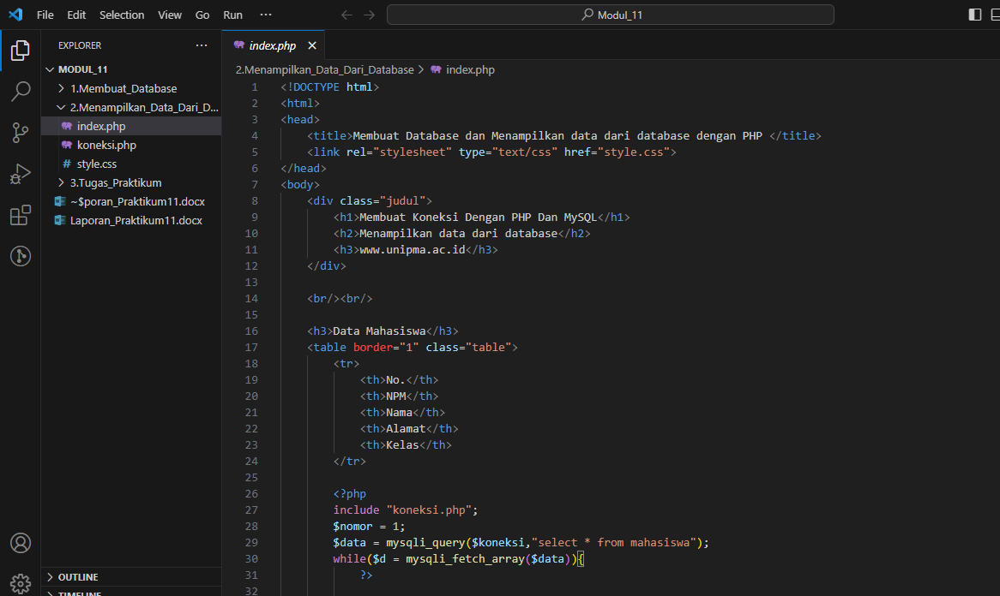 File Edit Selection View Go Run ···
Modul_11
EXPLORER ···
MODUL_11
1.Membuat_Database
2.Menampilkan_Data_Dari_D...
index.php
koneksi.php
# style.css
3.Tugas_Praktikum
~$poran_Praktikum11.docx
Laporan_Praktikum11.docx
OUTLINE
TIMELINE
index.php
2.Menampilkan_Data_Dari_Database > index.php
1 <!DOCTYPE html>
2 <html>
3 <head>
4 <title>Membuat Database dan Menampilkan data dari database dengan PHP </title>
5 <link rel="stylesheet" type="text/css" href="style.css">
6 </head>
7 <body>
8 <div class="judul">
9 <h1>Membuat Koneksi Dengan PHP Dan MySQL</h1>
10 <h2>Menampilkan data dari database</h2>
11 <h3>www.unipma.ac.id</h3>
12 </div>
13
14 <br/><br/>
15
16 <h3>Data Mahasiswa</h3>
17 <table border="1" class="table">
18 <tr>
19 <th>No.</th>
20 <th>NPM</th>
21 <th>Nama</th>
22 <th>Alamat</th>
23 <th>Kelas</th>
24 </tr>
25
26 <?php
27 include "koneksi.php";
28 $nomor = 1;
29 $data = mysqli_query($koneksi,"select * from mahasiswa");
30 while($d = mysqli_fetch_array($data)){
31 ?>
32